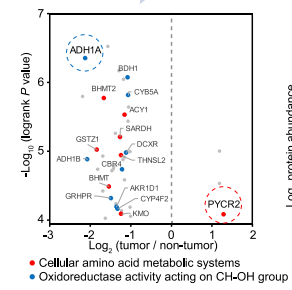 7
6
5
4
-Log10 (logrank P value)
ADH1A
BDH1
BHMT2
CYB5A
ACY1
SARDH
GSTZ1
DCXR
ADH1B
CBR4
THNSL2
BHMT
AKR1D1
GRHPR
CYP4F2
KMO
PYCR2
-3 -2 -1 0 1 2
Log2 (tumor / non-tumor)
Cellular amino acid metabolic systems
Oxidoreductase activity acting on CH-OH group
protein abundance